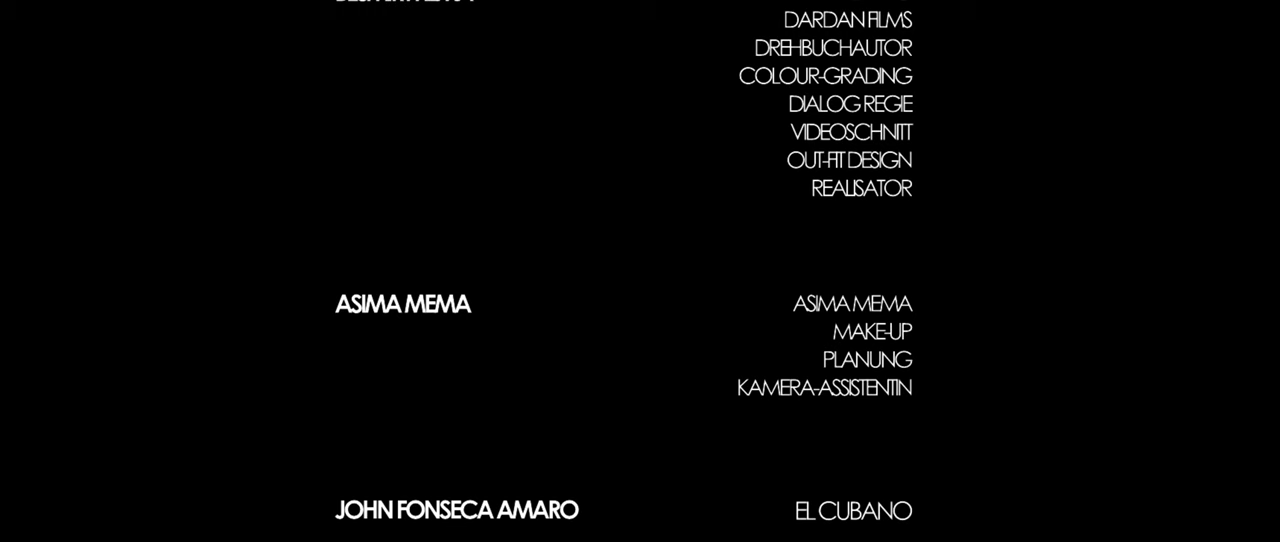 DARDAN FILMS
DREHBUCHAUTOR
COLOUR-GRADING
DIALOG REGIE
VIDEOSCHNITT
OUT-FIT DESIGN
REALISATOR
ASIMA MEMA ASIMA MEMA
MAKE-UP
PLANUNG
KAMERA-ASSISTENTIN
JOHN FONSECA AMARO EL CUBANO